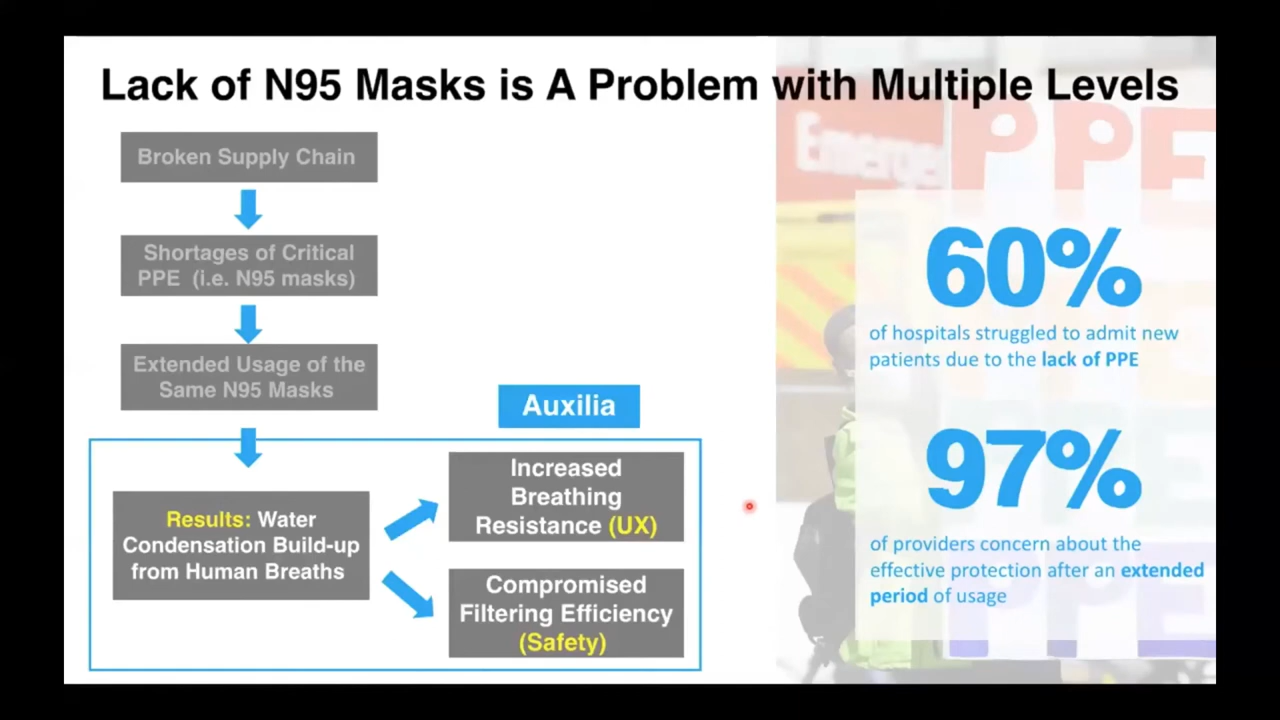 Lack of N95 Masks is A Problem with Multiple Levels
Broken Supply Chain
Shortages of Critical
PPE (i.e. N95 masks)
Extended Usage of the
Same N95 Masks
Auxilia
Results: Water
Condensation Build-up
from Human Breaths
Increased
Breathing
Resistance (UX)
Compromised
Filtering Efficiency
(Safety)
Emerge
PPE
60%
of hospitals struggled to admit new
patients due to the lack of PPE
97%
of providers concern about the
effective protection after an extended
period of usage
PPE